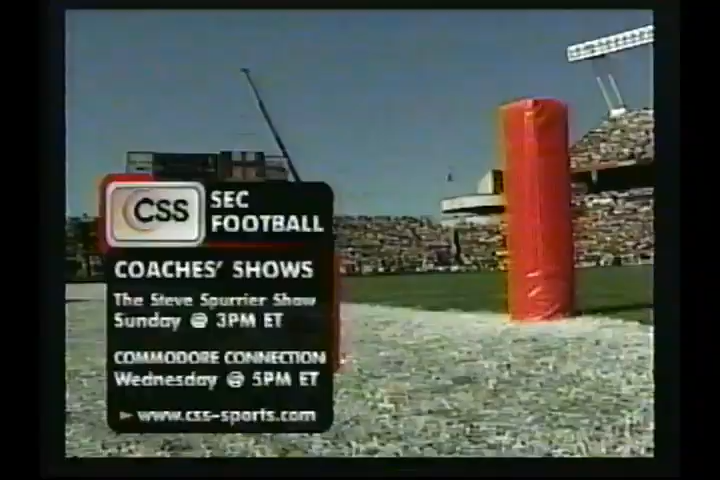 CSS
SEC
FOOTBALL
COACHES' SHOWS
The Steve Spurrier Show
Sunday @ 3PM ET
COMMODORE CONNECTION
Wednesday @ 5PM ET
www.css-sports.com